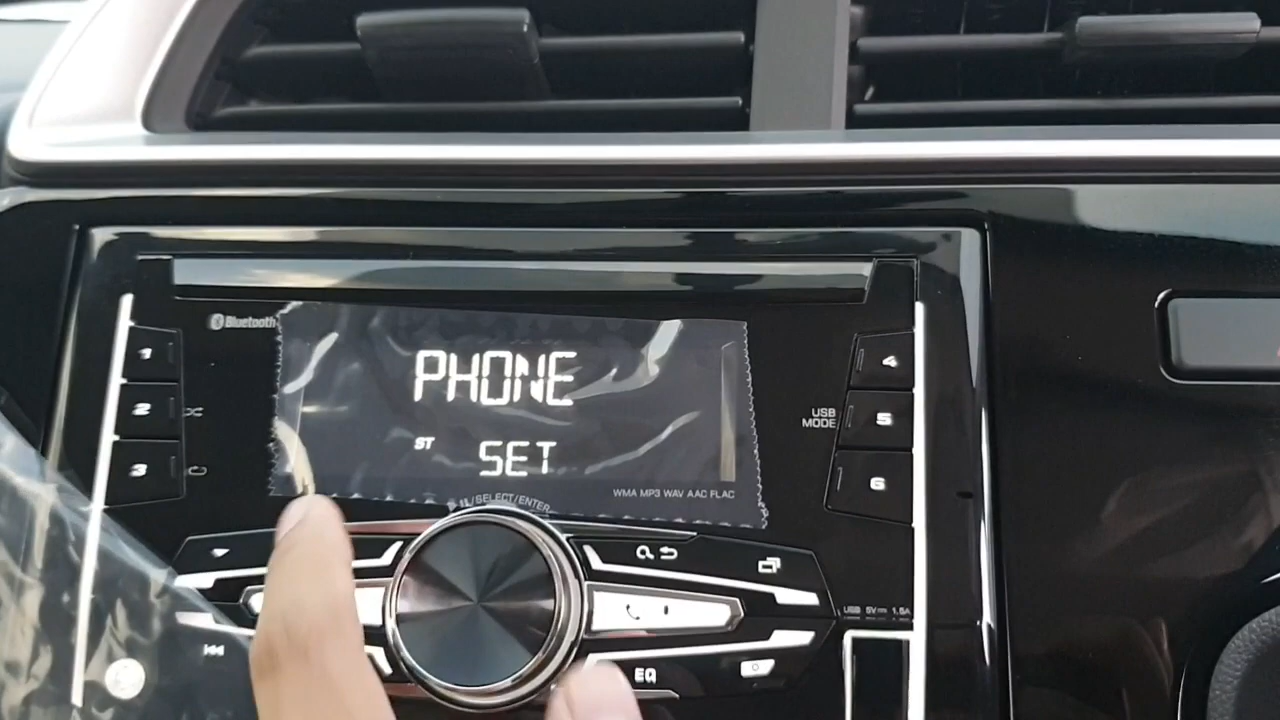 Bluetooth
PHONE
ST SET
WMA MP3 WAV AAC FLAC
/SELECT/ENTER
1
2
3
4
USB
MODE
5
6
USB 5V 1.5A
EQ